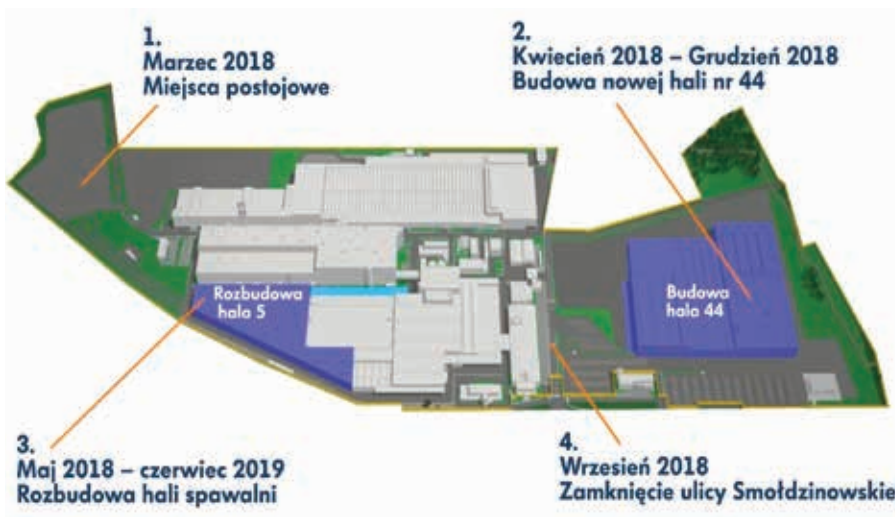 1.
Marzec 2018
Miejsca postojowe
2.
Kwiecień 2018 – Grudzień 2018
Budowa nowej hali nr 44
Rozbudowa
hala 5
Budowa
hala 44
3.
Maj 2018 – czerwiec 2019
Rozbudowa hali spawalni
4.
Wrzesień 2018
Zamknięcie ulicy Smołdzinowskie